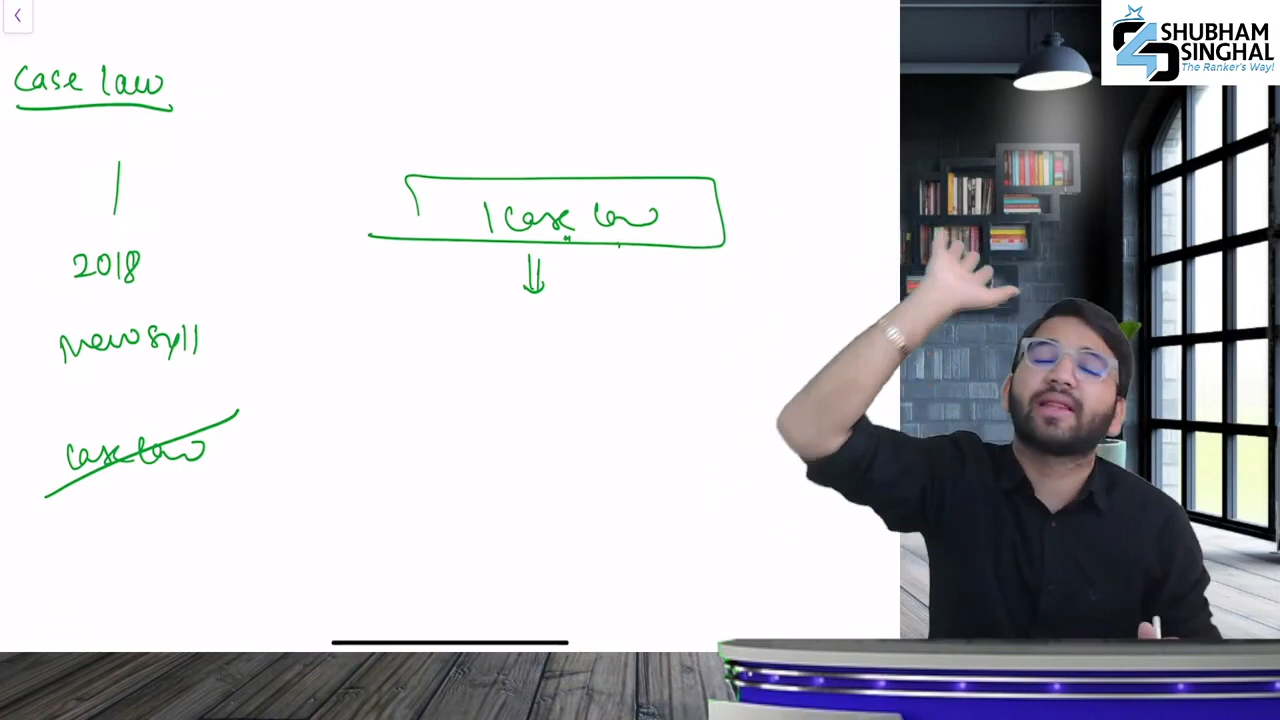 case law
2018
New syll
case law
1 case law
SHUBHAM
SINGHAL
The Ranker's Way!